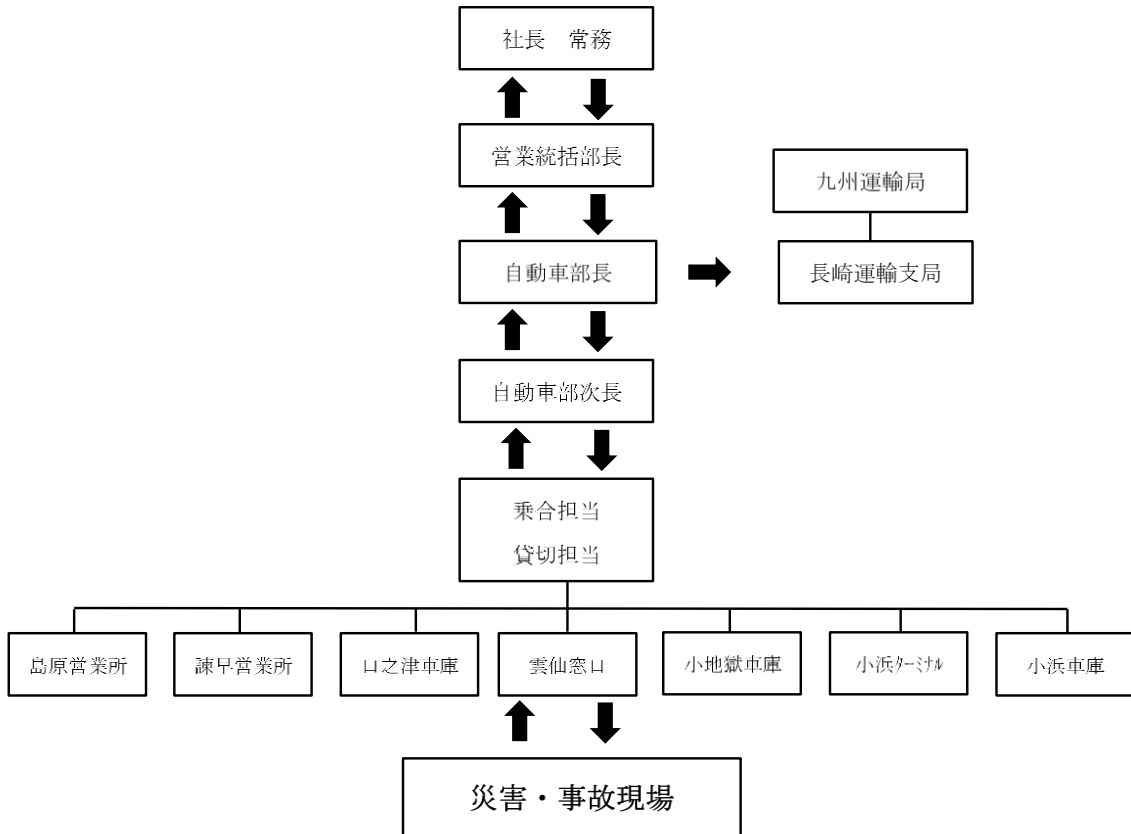 社長　常務
営業統括部長
九州運輸局
自動車部長
長崎運輸支局
自動車部次長
乗合担当
貸切担当
島原営業所
諫早営業所
口之津車庫
雲仙窓口
小地獄車庫
小浜ﾀｰﾐﾅﾙ
小浜車庫
災害・事故現場